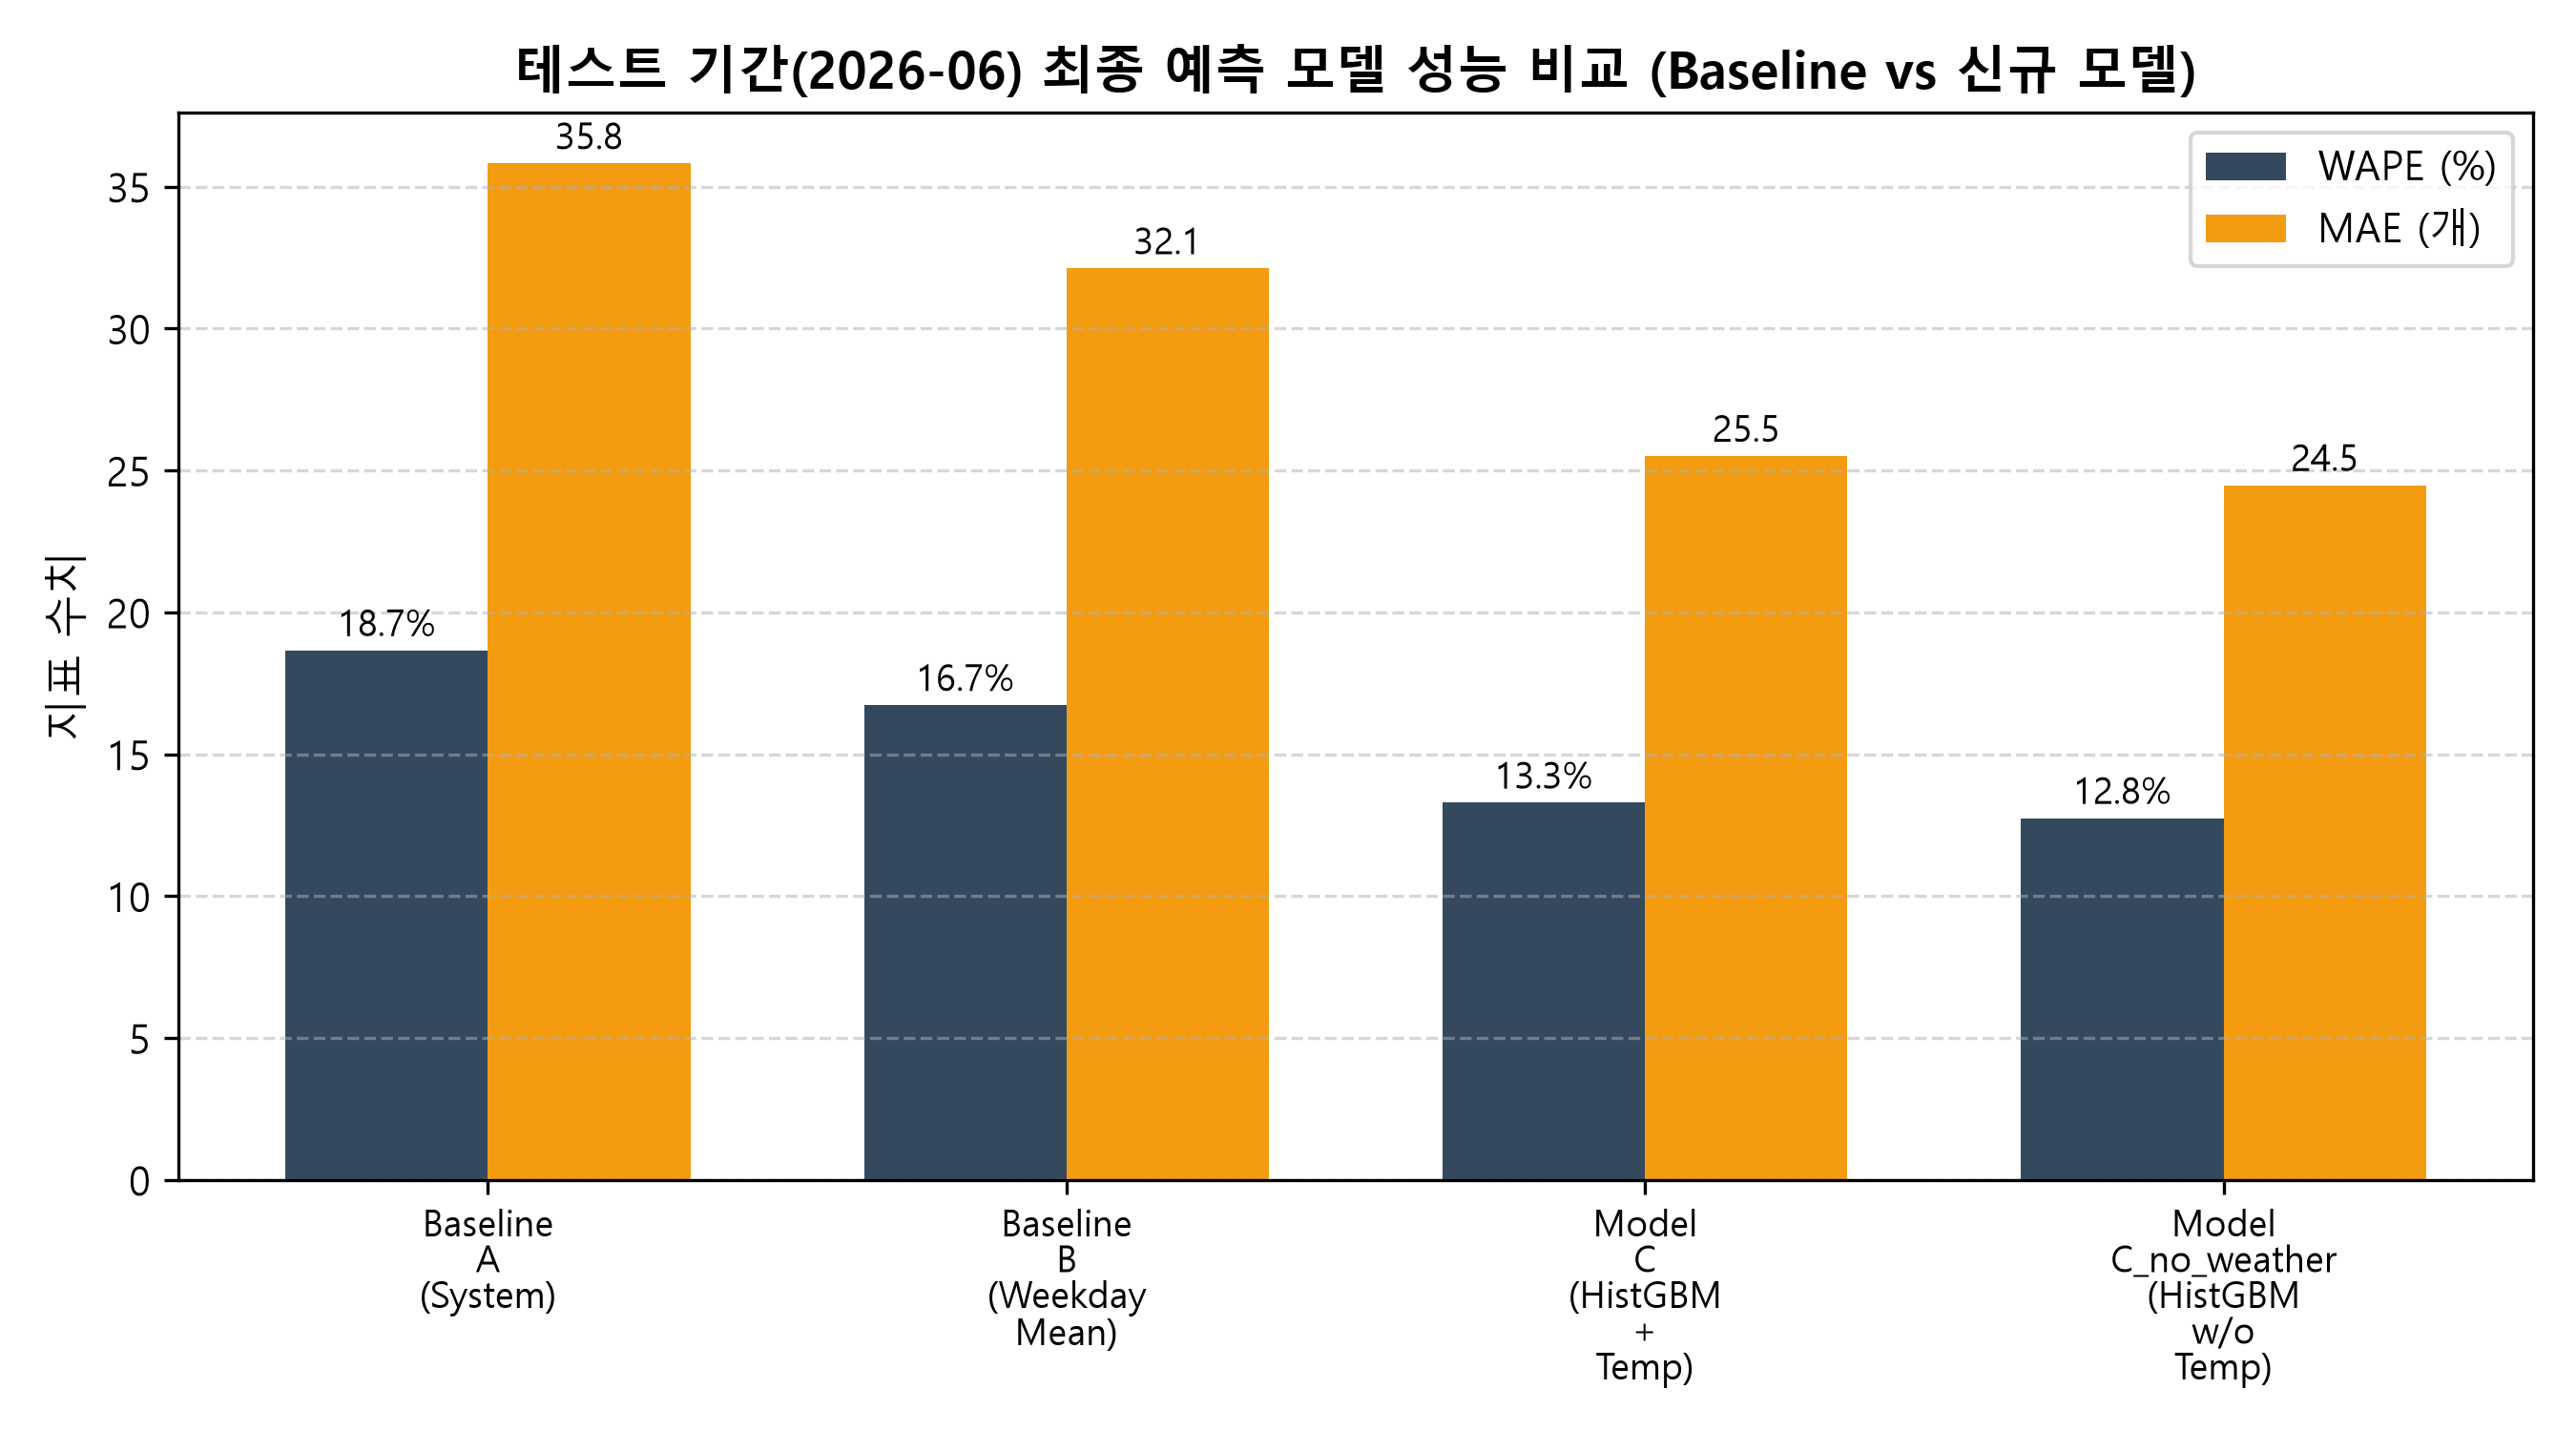 테스트 기간(2026-06) 최종 예측 모델 성능 비교 (Baseline vs 신규 모델)
WAPE (%)
MAE (개)
지표 수치
35
30
25
20
15
10
5
0
18.7%
35.8
16.7%
32.1
13.3%
25.5
12.8%
24.5
Baseline
A
(System)
Baseline
B
(Weekday
Mean)
Model
C
(HistGBM
+
Temp)
Model
C_no_weather
(HistGBM
w/o
Temp)